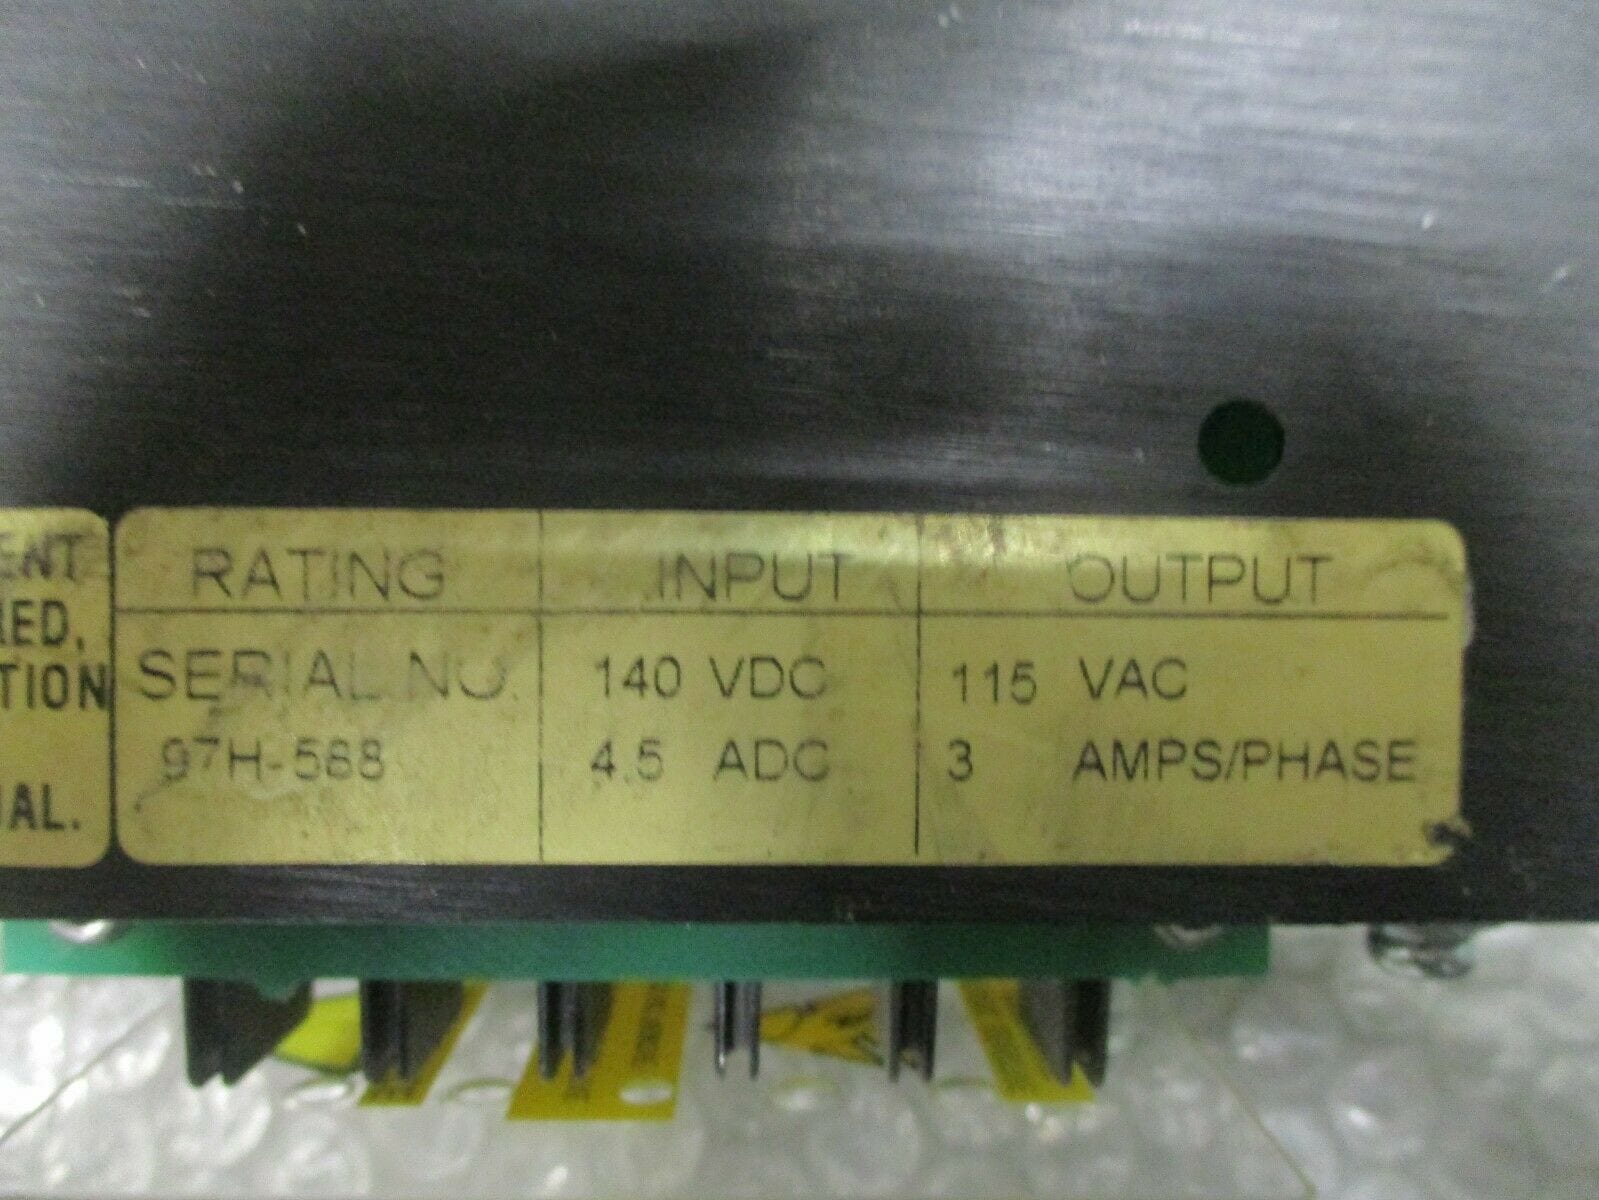 ENT
RED.
TION
IAL.
RATING INPUT OUTPUT
SERIAL NO. 140 VDC 115 VAC
97H-568 4.5 ADC 3 AMPS/PHASE